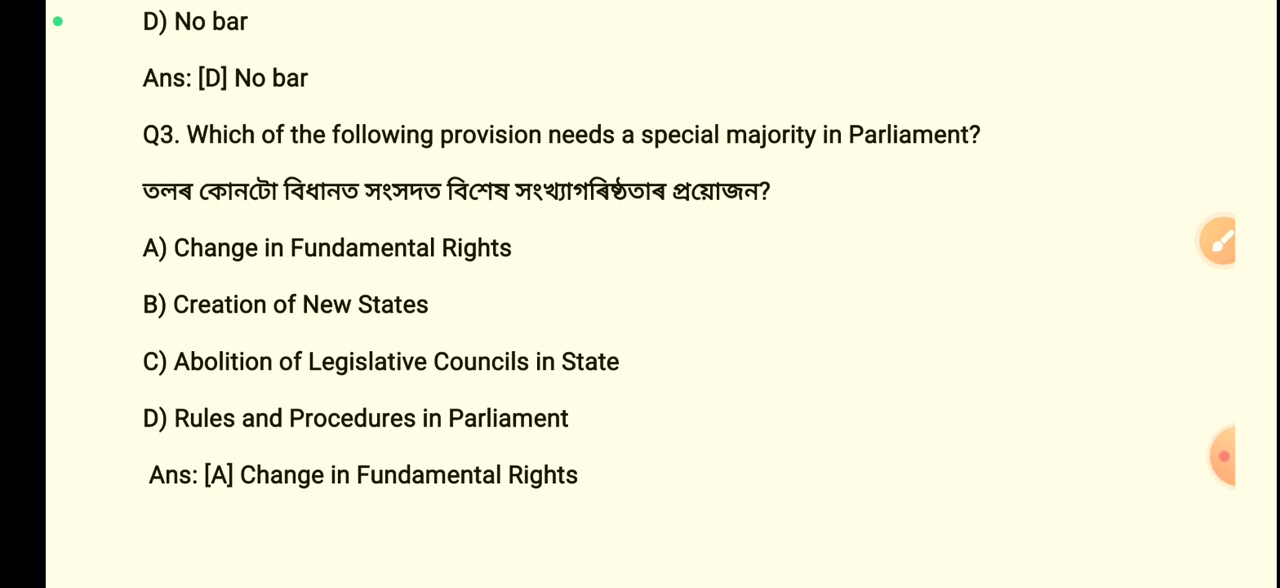 D) No bar
Ans: [D] No bar
Q3. Which of the following provision needs a special majority in Parliament?
তলৰ কোনটো বিধানত সংসদত বিশেষ সংখ্যাগৰিষ্ঠতাৰ প্ৰয়োজন?
A) Change in Fundamental Rights
B) Creation of New States
C) Abolition of Legislative Councils in State
D) Rules and Procedures in Parliament
Ans: [A] Change in Fundamental Rights